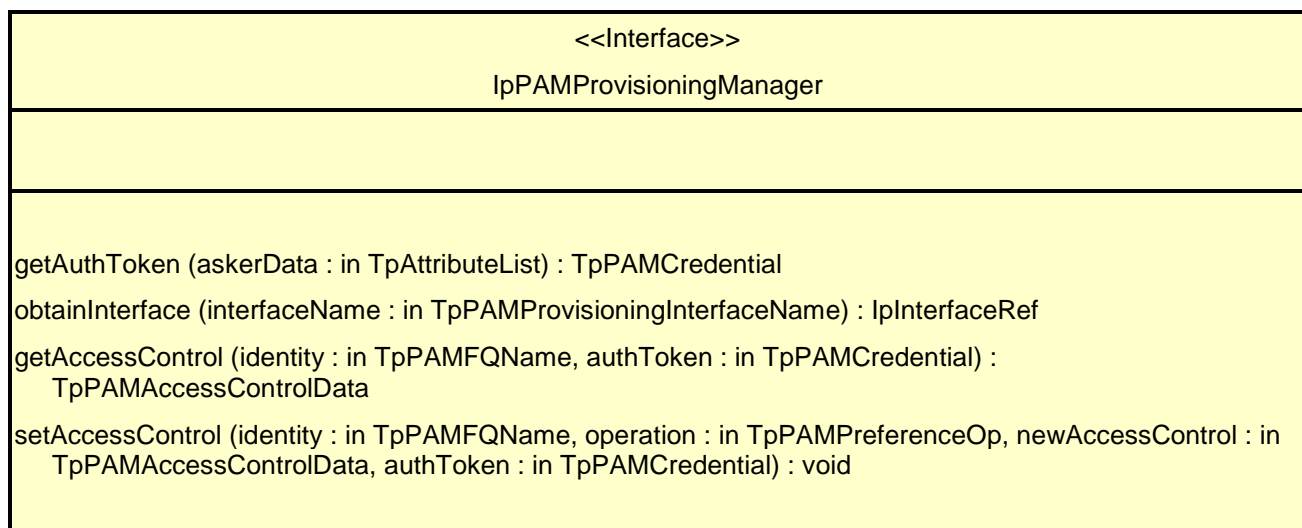 <<Interface>>
IpPAMProvisioningManager
getAuthToken (askerData : in TpAttributeList) : TpPAMCredential
obtainInterface (interfaceName : in TpPAMProvisioningInterfaceName) : IpInterfaceRef
getAccessControl (identity : in TpPAMFQName, authToken : in TpPAMCredential) :
TpPAMAccessControlData
setAccessControl (identity : in TpPAMFQName, operation : in TpPAMPreferenceOp, newAccessControl : in
TpPAMAccessControlData, authToken : in TpPAMCredential) : void